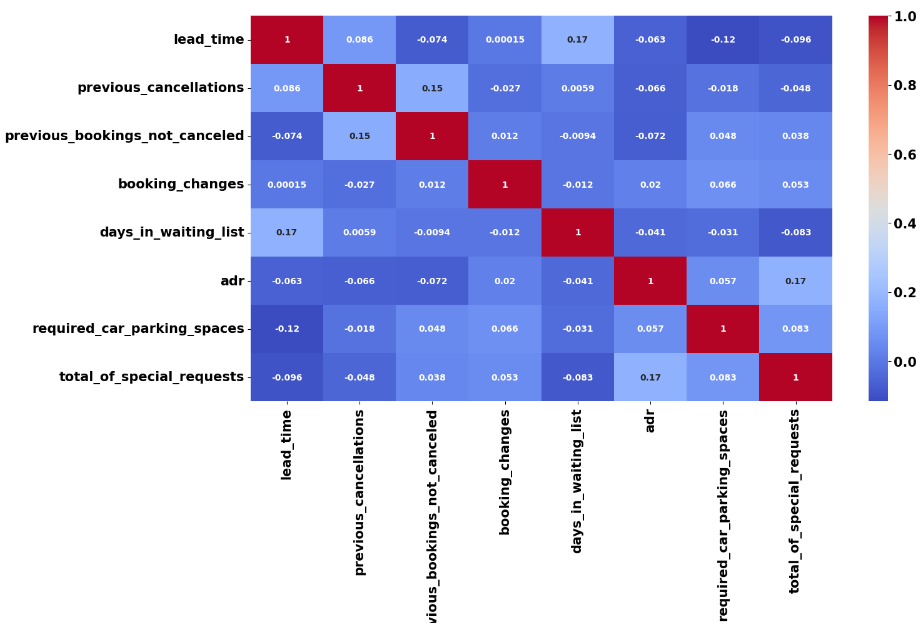 lead_time 1 0.086 -0.074 0.00015 0.17 -0.063 -0.12 -0.096
previous_cancellations 0.086 1 0.15 -0.027 0.0059 -0.066 -0.018 -0.048
previous_bookings_not_canceled -0.074 0.15 1 0.012 -0.0094 -0.072 0.048 0.038
booking_changes 0.00015 -0.027 0.012 1 -0.012 0.02 0.066 0.053
days_in_waiting_list 0.17 0.0059 -0.0094 -0.012 1 -0.041 -0.031 -0.083
adr -0.063 -0.066 -0.072 0.02 -0.041 1 0.057 0.17
required_car_parking_spaces -0.12 -0.018 0.048 0.066 -0.031 0.057 1 0.083
total_of_special_requests -0.096 -0.048 0.038 0.053 -0.083 0.17 0.083 1
lead_time
previous_cancellations
vious_bookings_not_canceled
booking_changes
days_in_waiting_list
adr
required_car_parking_spaces
total_of_special_requests
1.0
0.8
0.6
0.4
0.2
0.0